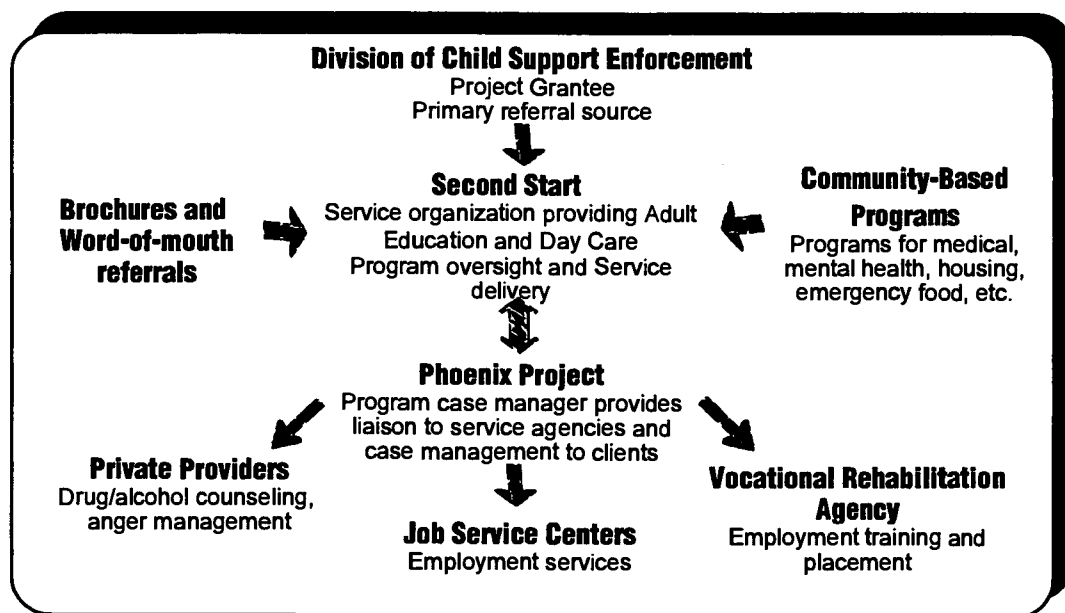 Division of Child Support Enforcement
Project Grantee
Primary referral source
Brochures and
Word-of-mouth
referrals
Second Start
Service organization providing Adult
Education and Day Care
Program oversight and Service
delivery
Community-Based
Programs
Programs for medical,
mental health, housing,
emergency food, etc.
Phoenix Project
Program case manager provides
liaison to service agencies and
case management to clients
Private Providers
Drug/alcohol counseling,
anger management
Job Service Centers
Employment services
Vocational Rehabilitation
Agency
Employment training and
placement